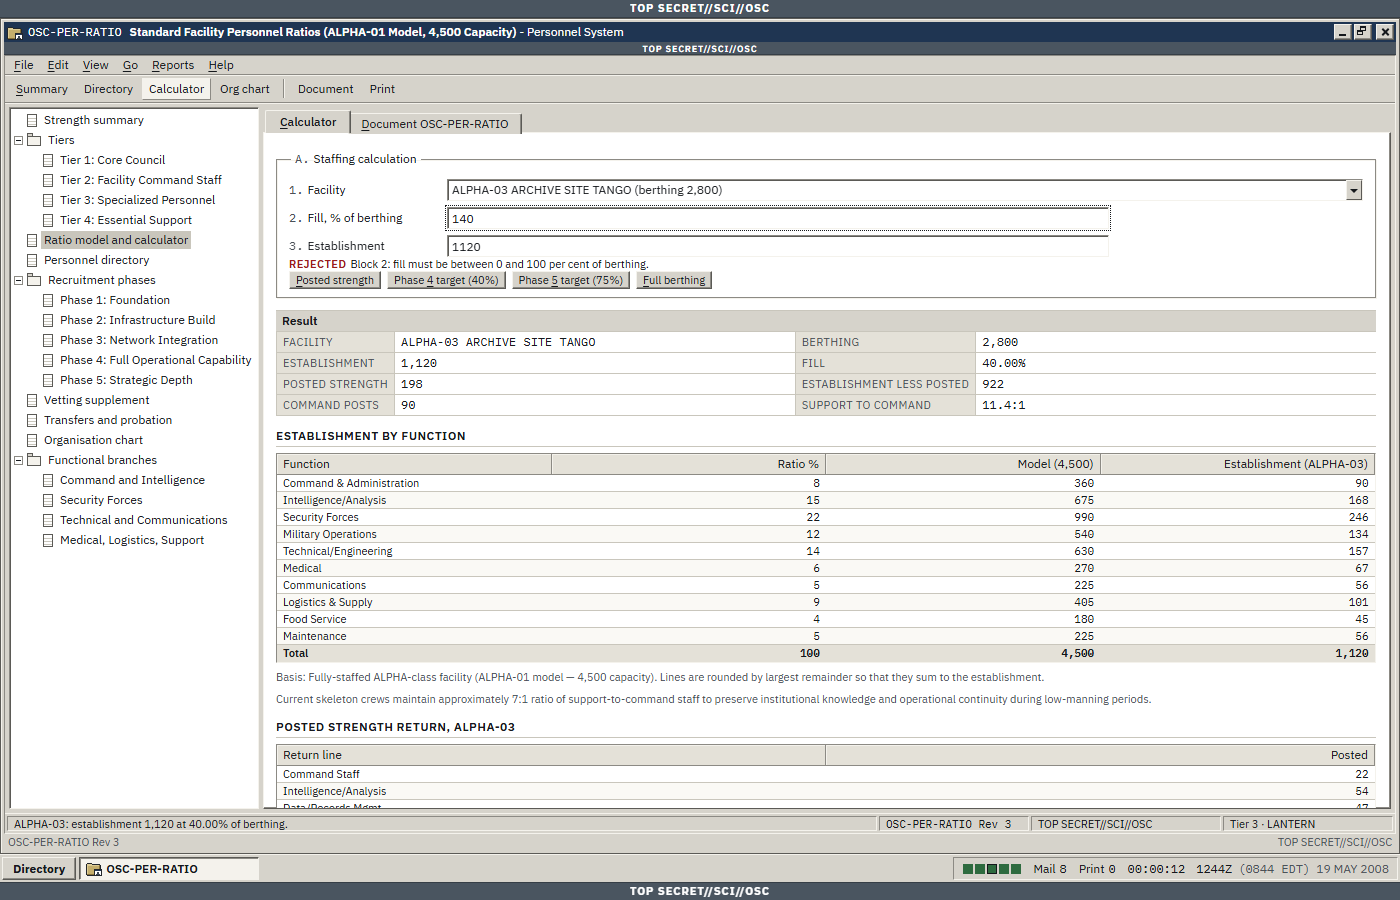 TOP SECRET//SCI//OSC
OSC-PER-RATIO Standard Facility Personnel Ratios (ALPHA-01 Model, 4,500 Capacity) - Personnel System
TOP SECRET//SCI//OSC
File Edit View Go Reports Help
Summary Directory Calculator Org chart Document Print
Strength summary
Tiers
Tier 1: Core Council
Tier 2: Facility Command Staff
Tier 3: Specialized Personnel
Tier 4: Essential Support
Ratio model and calculator
Personnel directory
Recruitment phases
Phase 1: Foundation
Phase 2: Infrastructure Build
Phase 3: Network Integration
Phase 4: Full Operational Capability
Phase 5: Strategic Depth
Vetting supplement
Transfers and probation
Organisation chart
Functional branches
Command and Intelligence
Security Forces
Technical and Communications
Medical, Logistics, Support
Calculator Document OSC-PER-RATIO
A. Staffing calculation
1. Facility ALPHA-03 ARCHIVE SITE TANGO (berthing 2,800)
2. Fill, % of berthing 140
3. Establishment 1120
REJECTED Block 2: fill must be between 0 and 100 per cent of berthing.
Posted strength Phase 4 target (40%) Phase 5 target (75%) Full berthing
Result
FACILITY ALPHA-03 ARCHIVE SITE TANGO BERTHING 2,800
ESTABLISHMENT 1,120 FILL 40.00%
POSTED STRENGTH 198 ESTABLISHMENT LESS POSTED 922
COMMAND POSTS 90 SUPPORT TO COMMAND 11.4:1
ESTABLISHMENT BY FUNCTION
Function Ratio % Model (4,500) Establishment (ALPHA-03)
Command & Administration 8 360 90
Intelligence/Analysis 15 675 168
Security Forces 22 990 246
Military Operations 12 540 134
Technical/Engineering 14 630 157
Medical 6 270 67
Communications 5 225 56
Logistics & Supply 9 405 101
Food Service 4 180 45
Maintenance 5 225 56
Total 100 4,500 1,120
Basis: Fully-staffed ALPHA-class facility (ALPHA-01 model — 4,500 capacity). Lines are rounded by largest remainder so that they sum to the establishment.
Current skeleton crews maintain approximately 7:1 ratio of support-to-command staff to preserve institutional knowledge and operational continuity during low-manning periods.
POSTED STRENGTH RETURN, ALPHA-03
Return line Posted
Command Staff 22
Intelligence/Analysis 54
Data/Records Mgmt 47
ALPHA-03: establishment 1,120 at 40.00% of berthing. OSC-PER-RATIO Rev 3 TOP SECRET//SCI//OSC Tier 3 · LANTERN
OSC-PER-RATIO Rev 3 TOP SECRET//SCI//OSC
Directory OSC-PER-RATIO Mail 8 Print 0 00:00:12 1244Z (0844 EDT) 19 MAY 2008
TOP SECRET//SCI//OSC